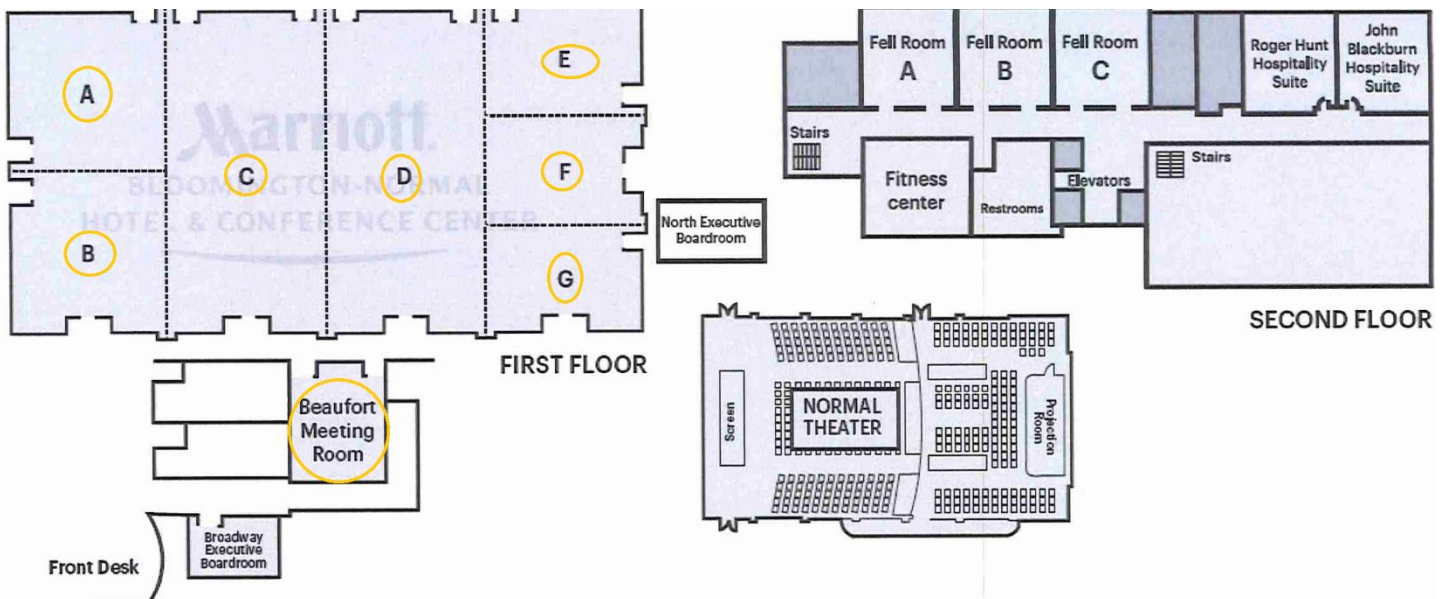 A
B
C
D
E
F
G
Marriott
BLOOMINGTON-NORMAL
HOTEL & CONFERENCE CENTER
North Executive
Boardroom
FIRST FLOOR
Beaufort
Meeting
Room
Broadway
Executive
Boardroom
Front Desk
Fell Room
A
Fell Room
B
Fell Room
C
Roger Hunt
Hospitality
Suite
John
Blackburn
Hospitality
Suite
Stairs
Fitness
center
Restrooms
Elevators
Stairs
SECOND FLOOR
Screen
NORMAL
THEATER
Projection
Room